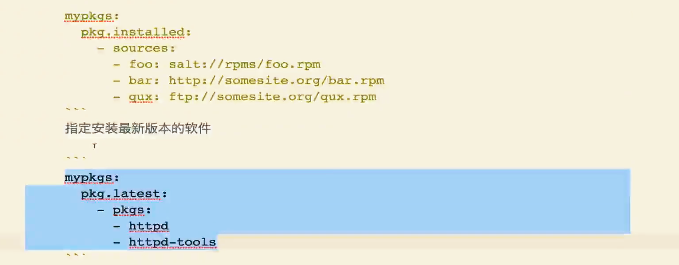 mypkgs:
  pkg.installed:
    - sources:
      - foo: salt://rpms/foo.rpm
      - bar: http://somesite.org/bar.rpm
      - qux: ftp://somesite.org/qux.rpm
```
指定安装最新版本的软件
```
mypkgs:
  pkg.latest:
    - pkgs:
      - httpd
      - httpd-tools
```